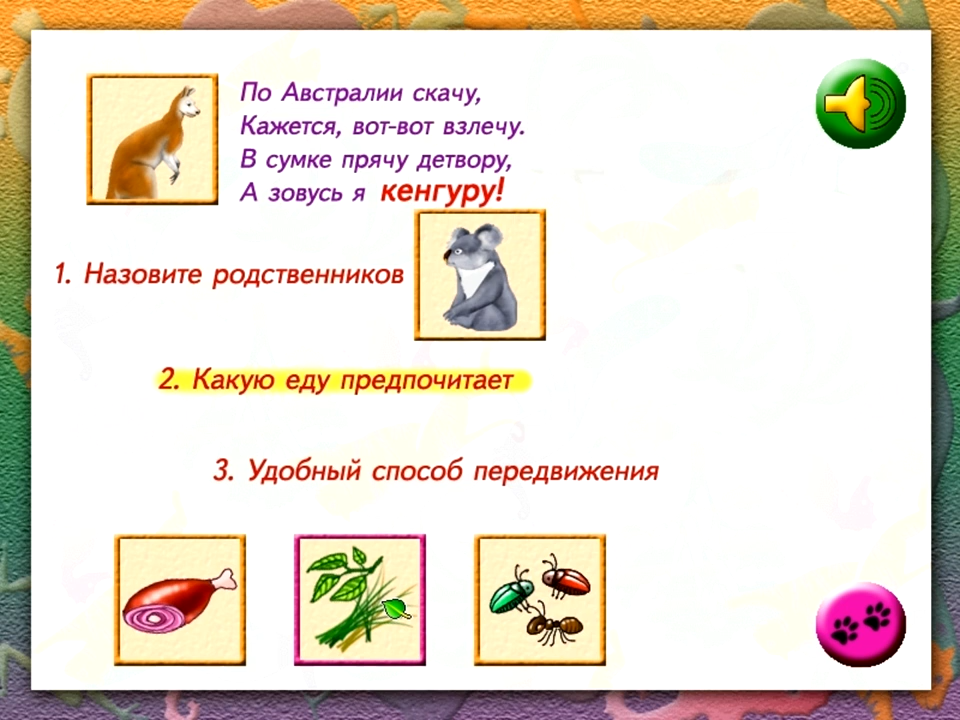 По Австралии скачу,
Кажется, вот-вот взлечу.
В сумке прячу детвору,
А зовусь я кенгуру!
1. Назовите родственников
2. Какую еду предпочитает
3. Удобный способ передвижения